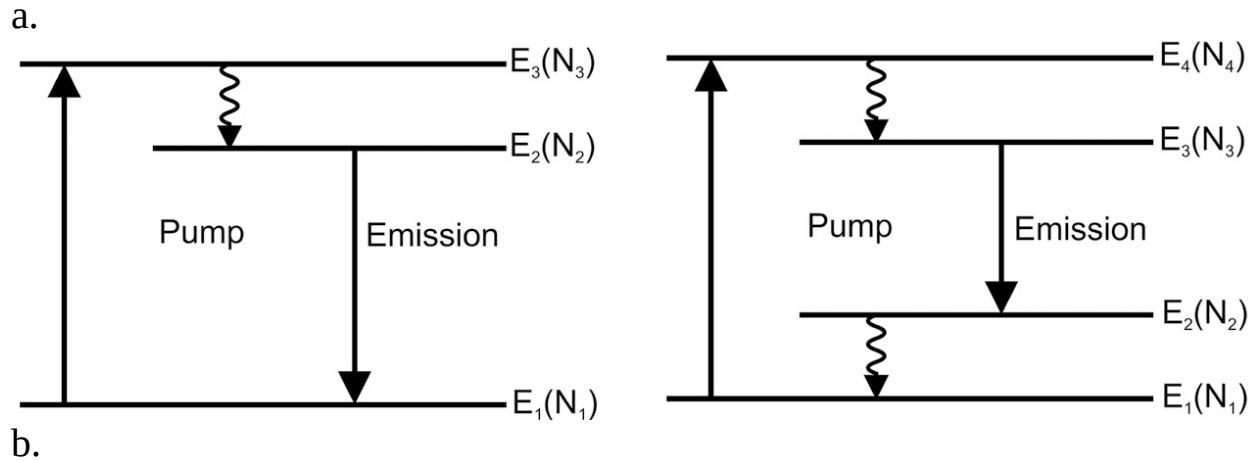 a.
E₃(N₃)
E₂(N₂)
Pump
Emission
E₁(N₁)
E₄(N₄)
E₃(N₃)
Pump
Emission
E₂(N₂)
E₁(N₁)
b.